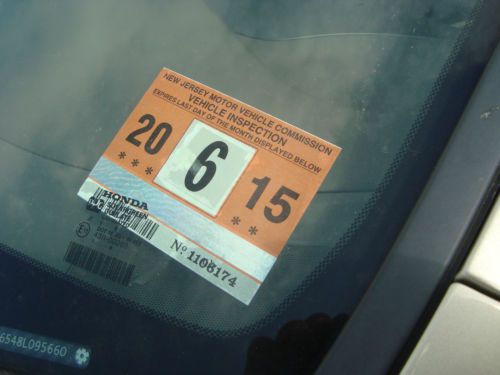 NEW JERSEY MOTOR VEHICLE COMMISSION
VEHICLE INSPECTION
EXPIRES LAST DAY OF THE MONTH DISPLAYED BELOW
20 6 15
*** **
HONDA
Nº 1108174
6548L095660